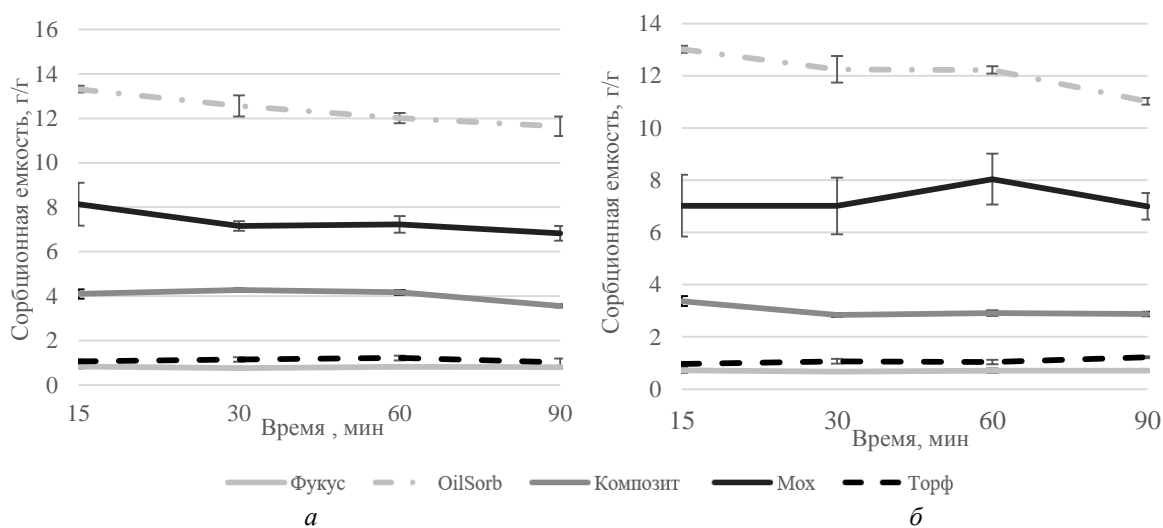 Сорбционная емкость, г/г
16
14
12
10
8
6
4
2
0
15 30 60 90
Время , мин
Сорбционная емкость, г/г
14
12
10
8
6
4
2
0
15 30 60 90
Время, мин
Фукус OilSorb Композит Мох Торф
а б